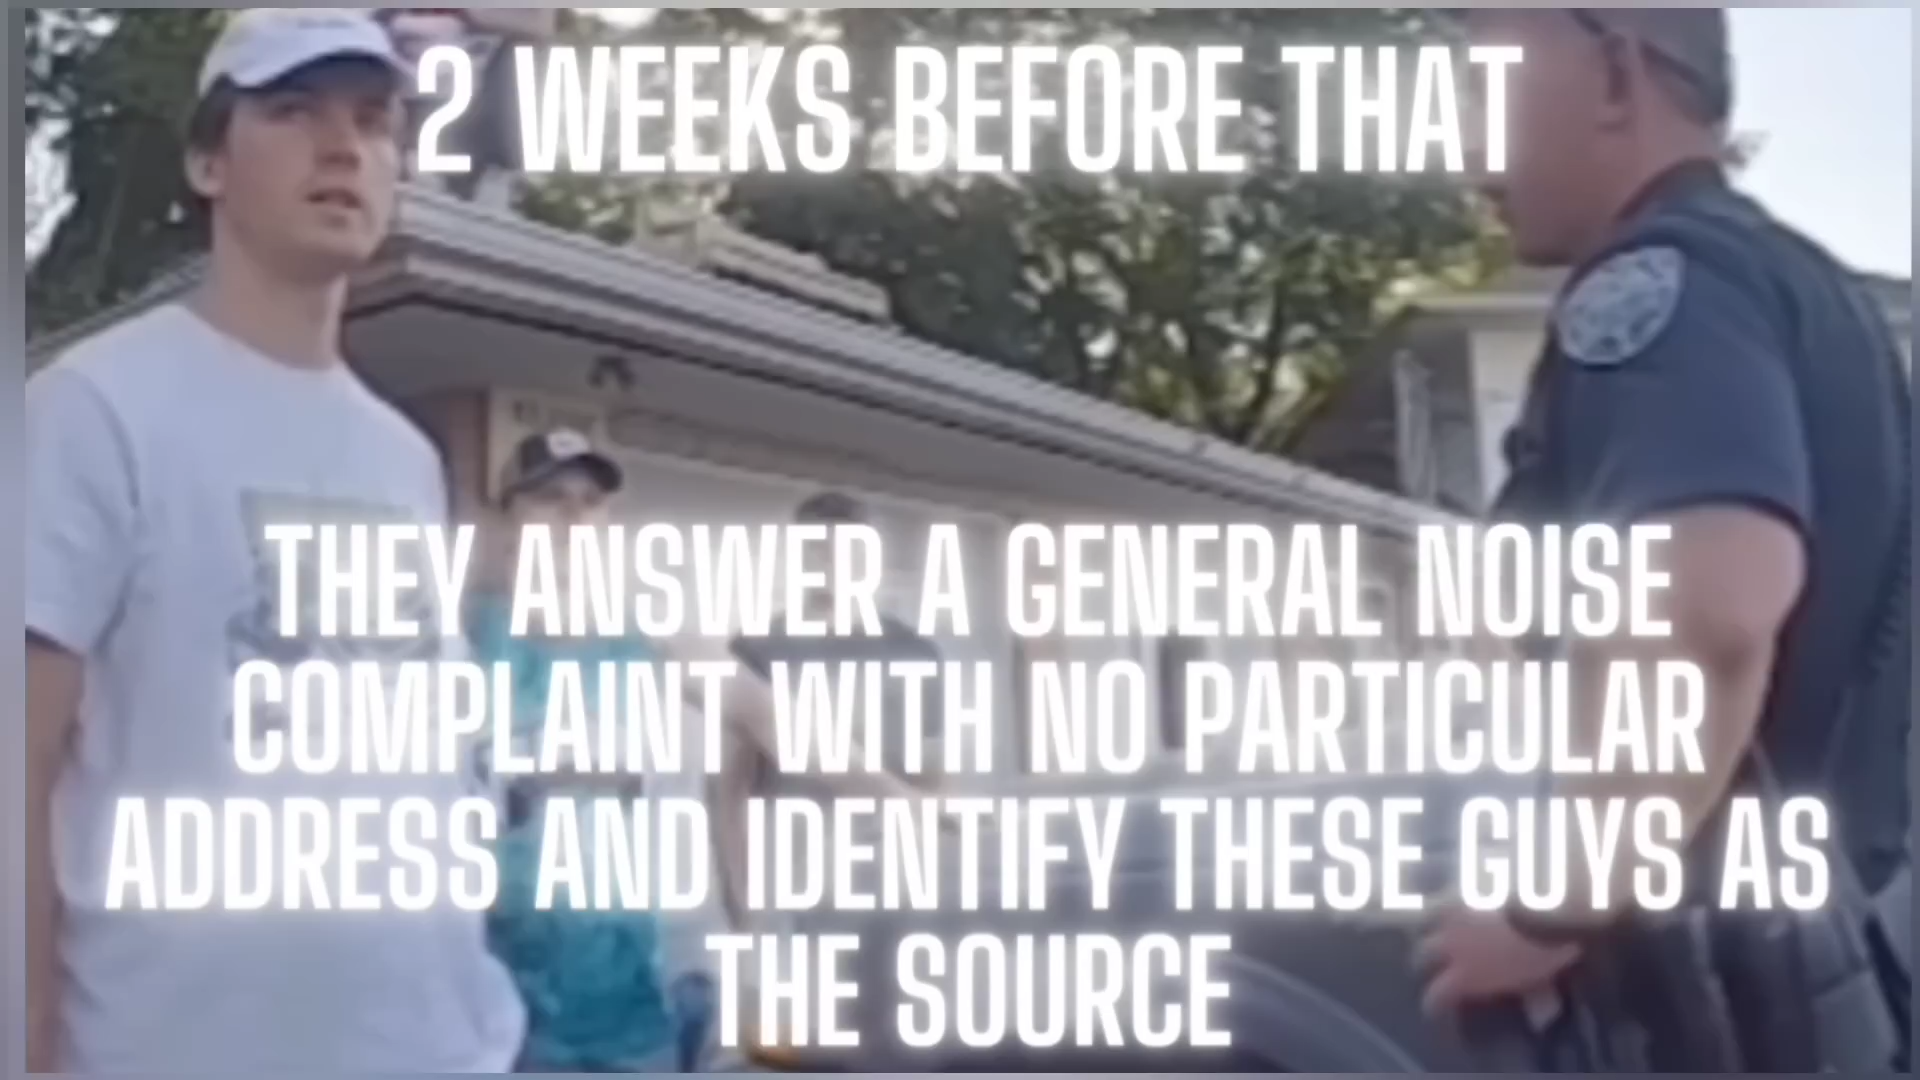 2 WEEKS BEFORE THAT
THEY ANSWER A GENERAL NOISE
COMPLAINT WITH NO PARTICULAR
ADDRESS AND IDENTIFY THESE GUYS AS
THE SOURCE